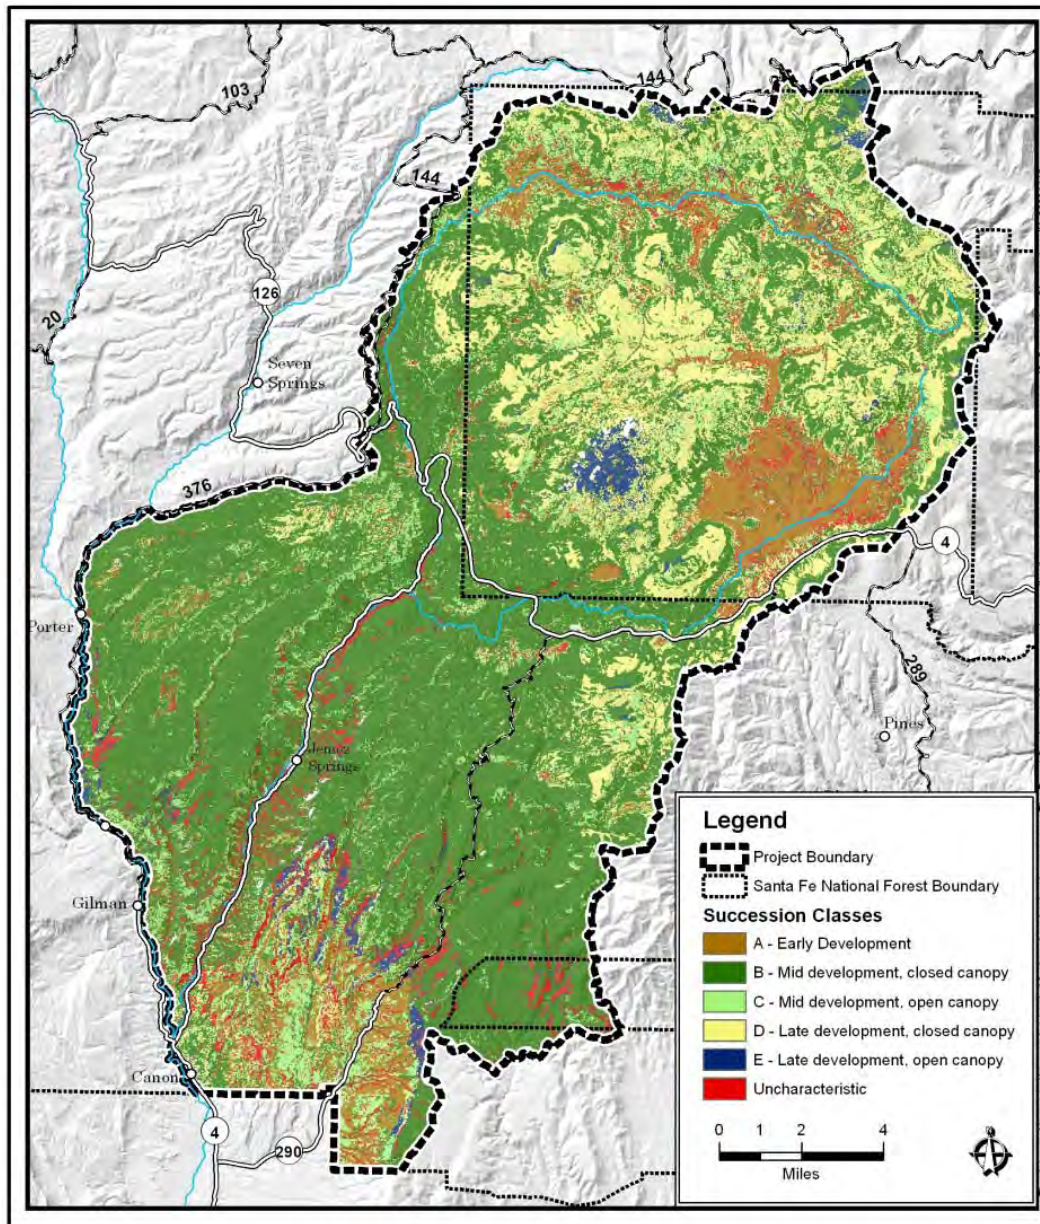 144
103
144
126
20
Seven
Springs
376
4
Porter
289
Pines
Jemez
Springs
Gilman
Canon
4
290
Legend
Project Boundary
Santa Fe National Forest Boundary
Succession Classes
A - Early Development
B - Mid development, closed canopy
C - Mid development, open canopy
D - Late development, closed canopy
E - Late development, open canopy
Uncharacteristic
0 1 2 4
Miles